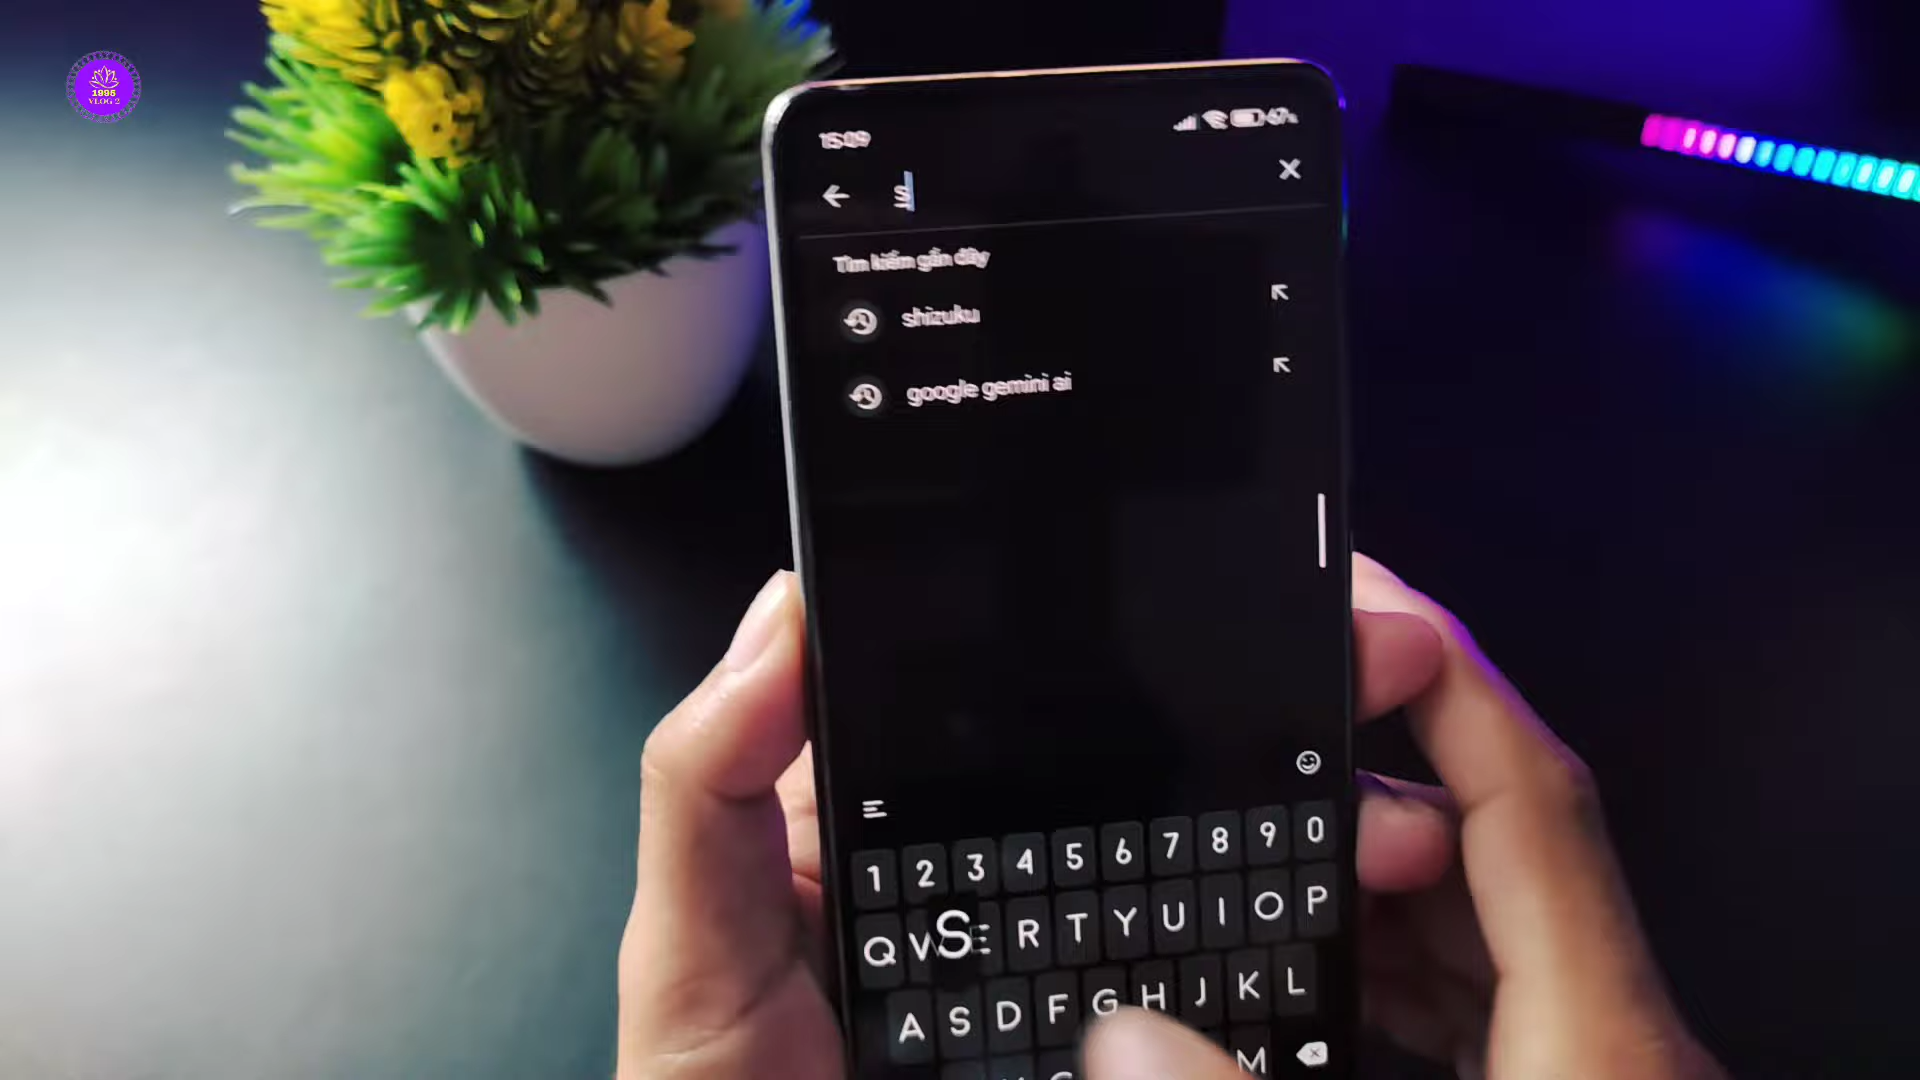 1995
VLOG 2
15:09
67%
S
Tìm kiếm gần đây
shizuku
google gemini ai
1 2 3 4 5 6 7 8 9 0
Q W S E R T Y U I O P
A S D F G H J K L
M